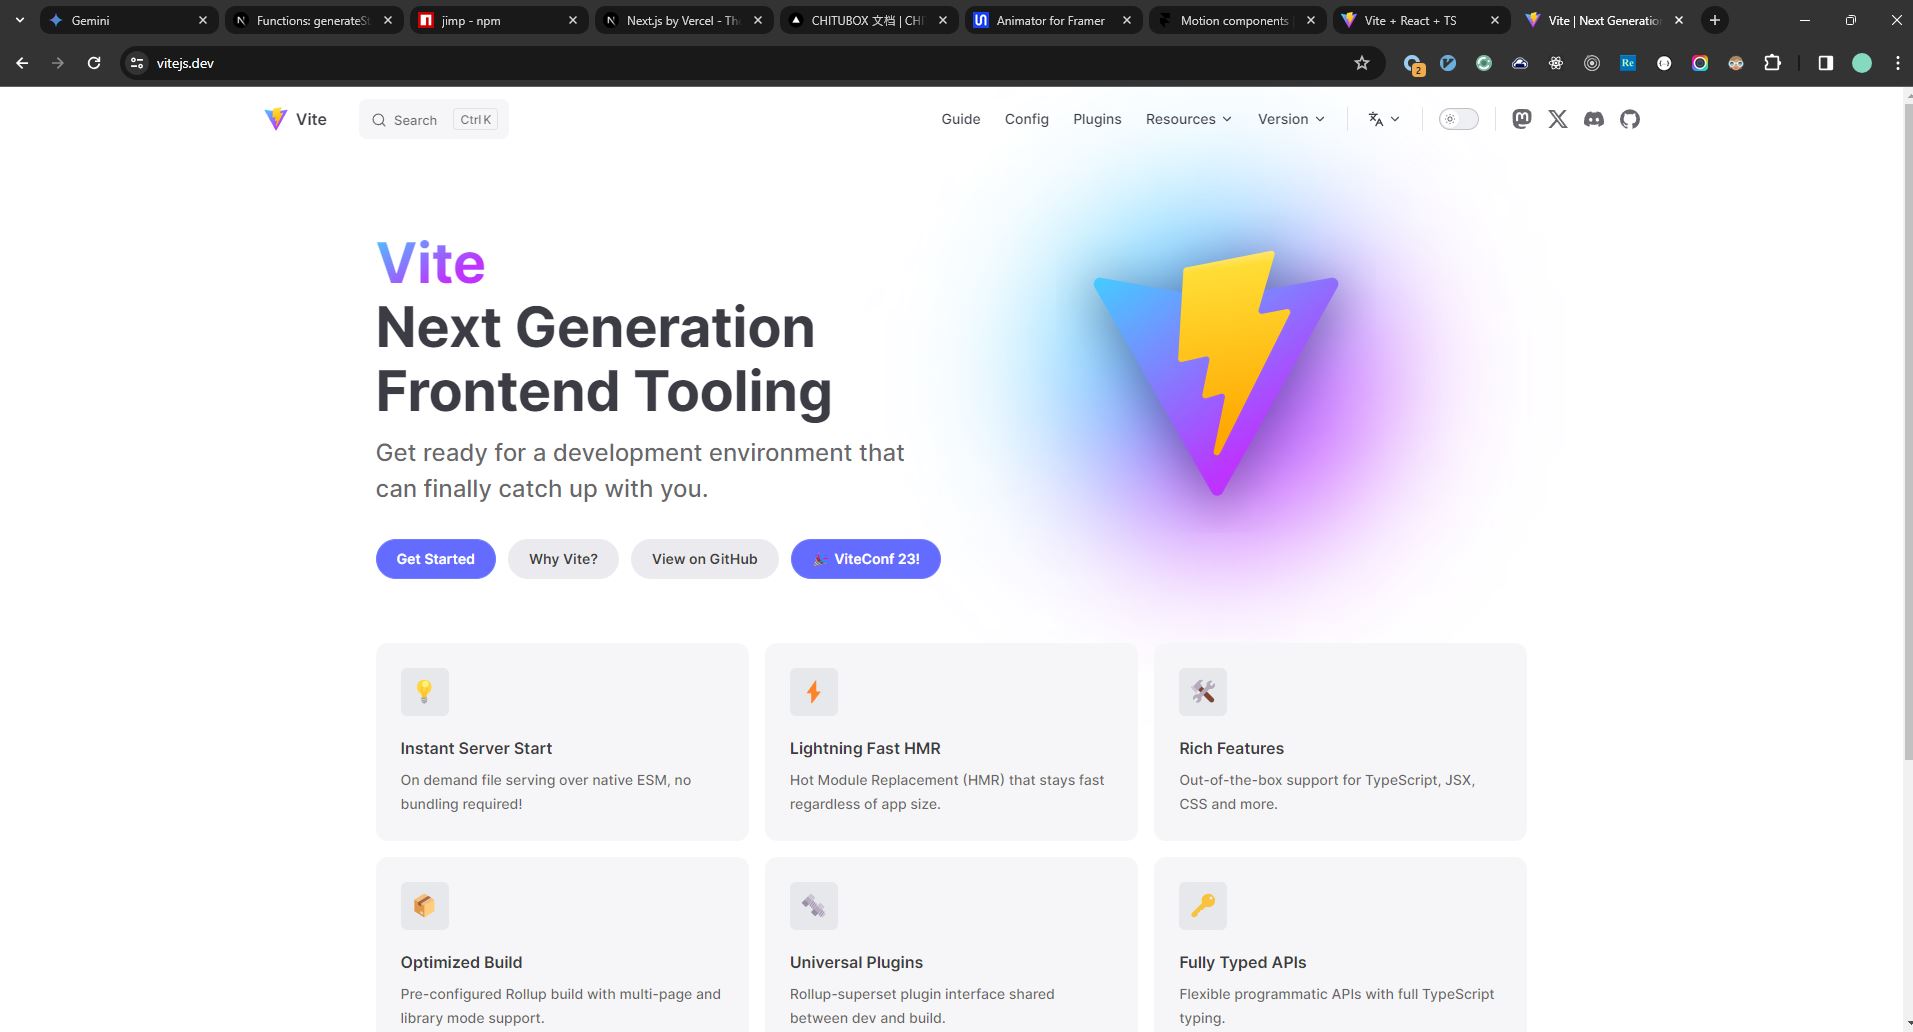 Gemini
Functions: generateSt
jimp - npm
Next.js by Vercel - The
CHITUBOX 文档 | CHI
Animator for Framer
Motion components |
Vite + React + TS
Vite | Next Generatio
vitejs.dev
2
Re
Vite
Search
Ctrl K
Guide
Config
Plugins
Resources
Version
Vite
Next Generation
Frontend Tooling
Get ready for a development environment that
can finally catch up with you.
Get Started
Why Vite?
View on GitHub
🎉 ViteConf 23!
Instant Server Start
On demand file serving over native ESM, no
bundling required!
Lightning Fast HMR
Hot Module Replacement (HMR) that stays fast
regardless of app size.
Rich Features
Out-of-the-box support for TypeScript, JSX,
CSS and more.
Optimized Build
Pre-configured Rollup build with multi-page and
library mode support.
Universal Plugins
Rollup-superset plugin interface shared
between dev and build.
Fully Typed APIs
Flexible programmatic APIs with full TypeScript
typing.